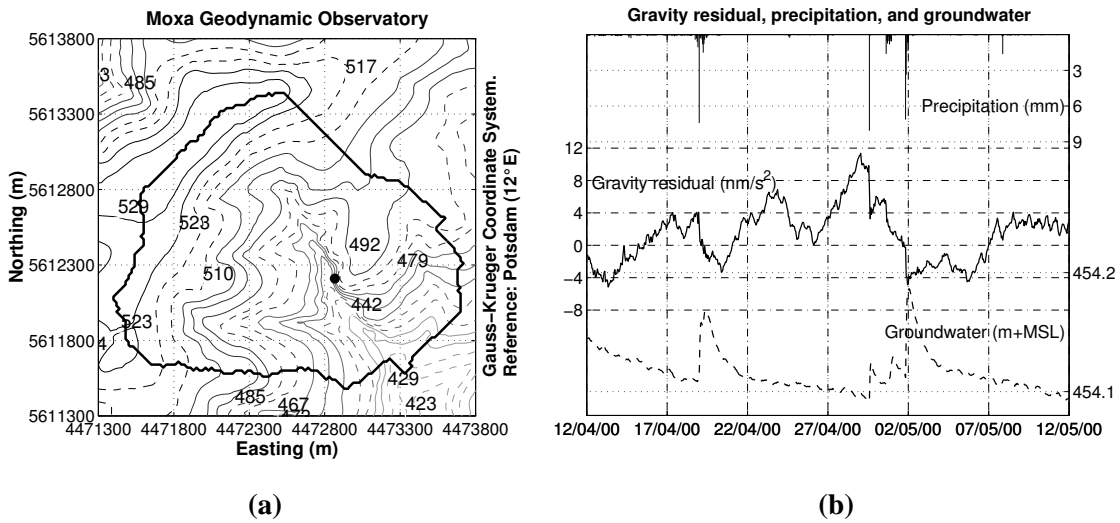 Moxa Geodynamic Observatory
5613800
5613300
5612800
5612300
5611800
5611300
Northing (m)
3
485
517
529
523
492
479
510
442
523
4
429
485
467
423
4471300 4471800 4472300 4472800 4473300 4473800
Easting (m)
Gauss−Krueger Coordinate System.
Reference: Potsdam (12° E)
(a)
Gravity residual, precipitation, and groundwater
3
Precipitation (mm)
6
9
12
8
Gravity residual (nm/s²)
4
0
−4
454.2
−8
Groundwater (m+MSL)
454.1
12/04/00 17/04/00 22/04/00 27/04/00 02/05/00 07/05/00 12/05/00
(b)